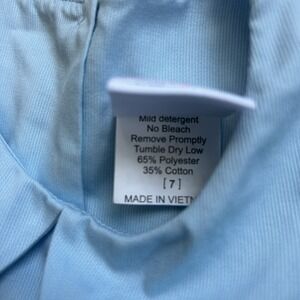 Mild detergent
No Bleach
Remove Promptly
Tumble Dry Low
65% Polyester
35% Cotton
[ 7 ]
MADE IN VIETN